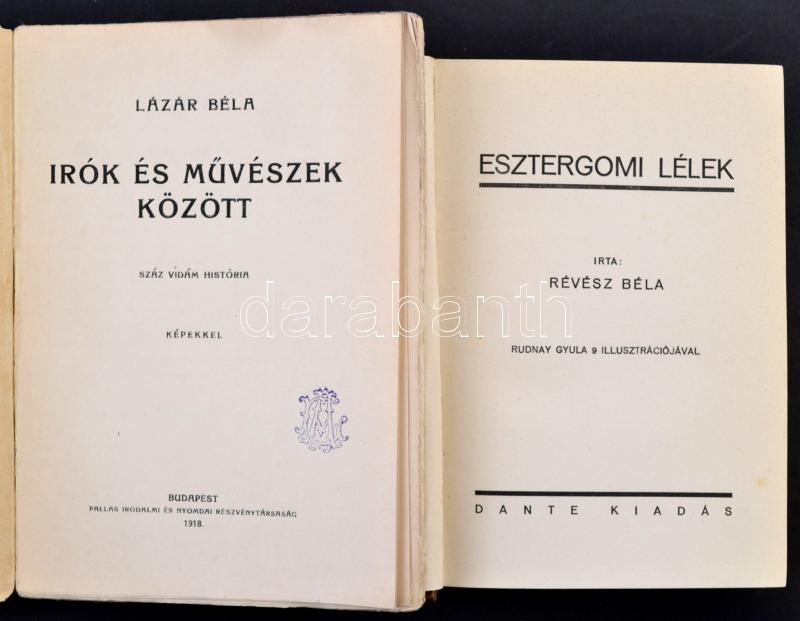 LÁZÁR BÉLA
IRÓK ÉS MŰVÉSZEK
KÖZÖTT
SZÁZ VIDÁM HISTÓRIA
KÉPEKKEL
BUDAPEST
PALLAS IRODALMI ÉS NYOMDAI RÉSZVÉNYTÁRSASÁG
1918.
ESZTERGOMI LÉLEK
IRTA:
RÉVÉSZ BÉLA
RUDNAY GYULA 9 ILLUSZTRÁCIÓJÁVAL
DANTE KIADÁS
darabanth